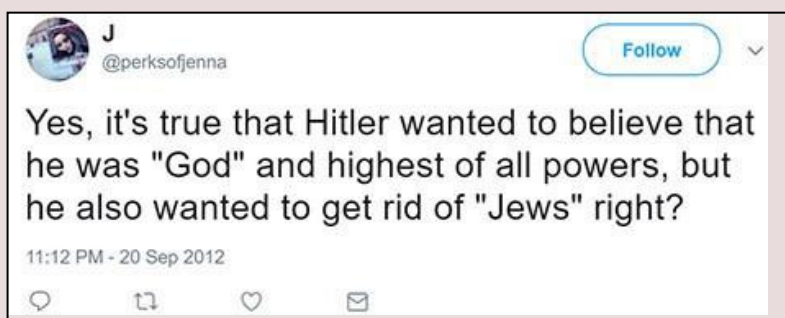 J
@perksofjenna
Follow
Yes, it's true that Hitler wanted to believe that
he was "God" and highest of all powers, but
he also wanted to get rid of "Jews" right?
11:12 PM - 20 Sep 2012